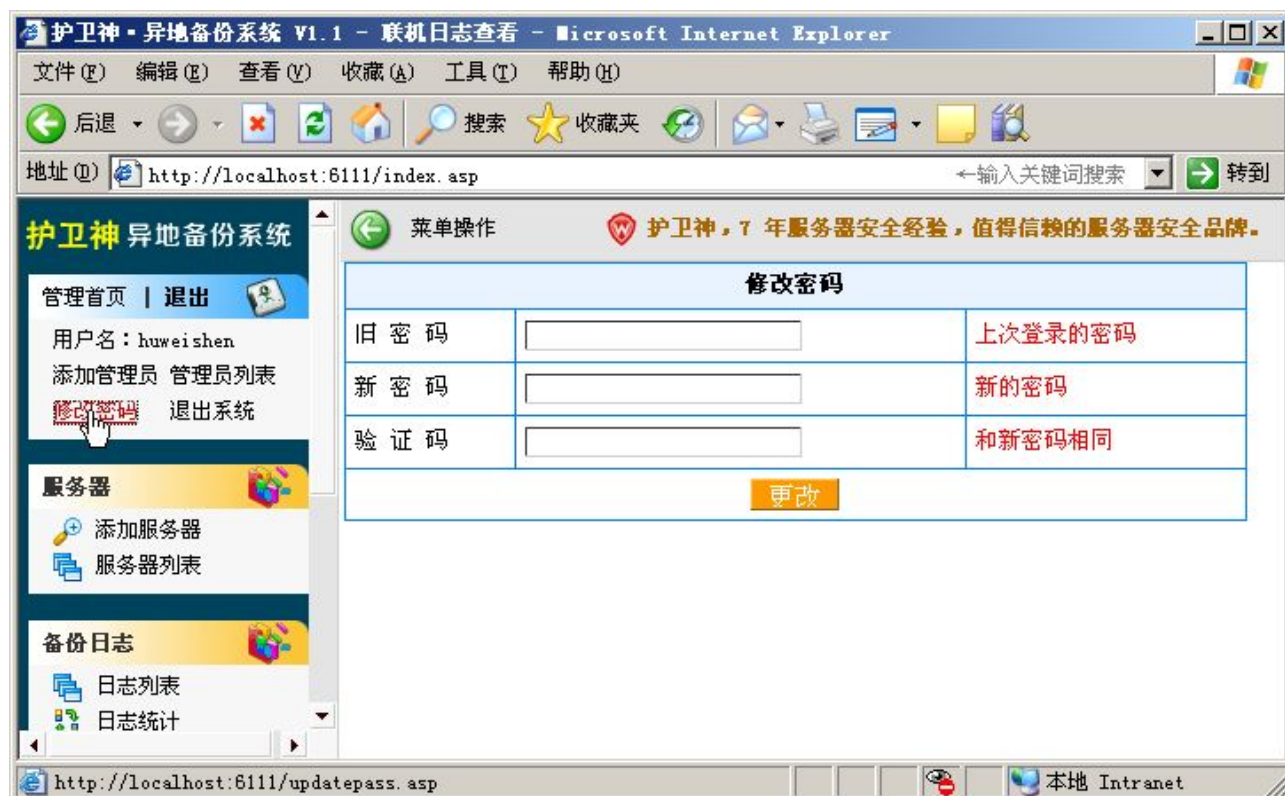 护卫神·异地备份系统 V1.1 - 联机日志查看 - Microsoft Internet Explorer
文件(F) 编辑(E) 查看(V) 收藏(A) 工具(T) 帮助(H)
后退 搜索 收藏夹
地址(D) http://localhost:6111/index.asp ←输入关键词搜索 转到
护卫神 异地备份系统
管理首页 | 退出
用户名：huweishen
添加管理员 管理员列表
修改密码 退出系统
服务器
添加服务器
服务器列表
备份日志
日志列表
日志统计
菜单操作 护卫神，7 年服务器安全经验，值得信赖的服务器安全品牌。
修改密码
旧 密 码 上次登录的密码
新 密 码 新的密码
验 证 码 和新密码相同
更改
http://localhost:6111/updatepass.asp 本地 Intranet